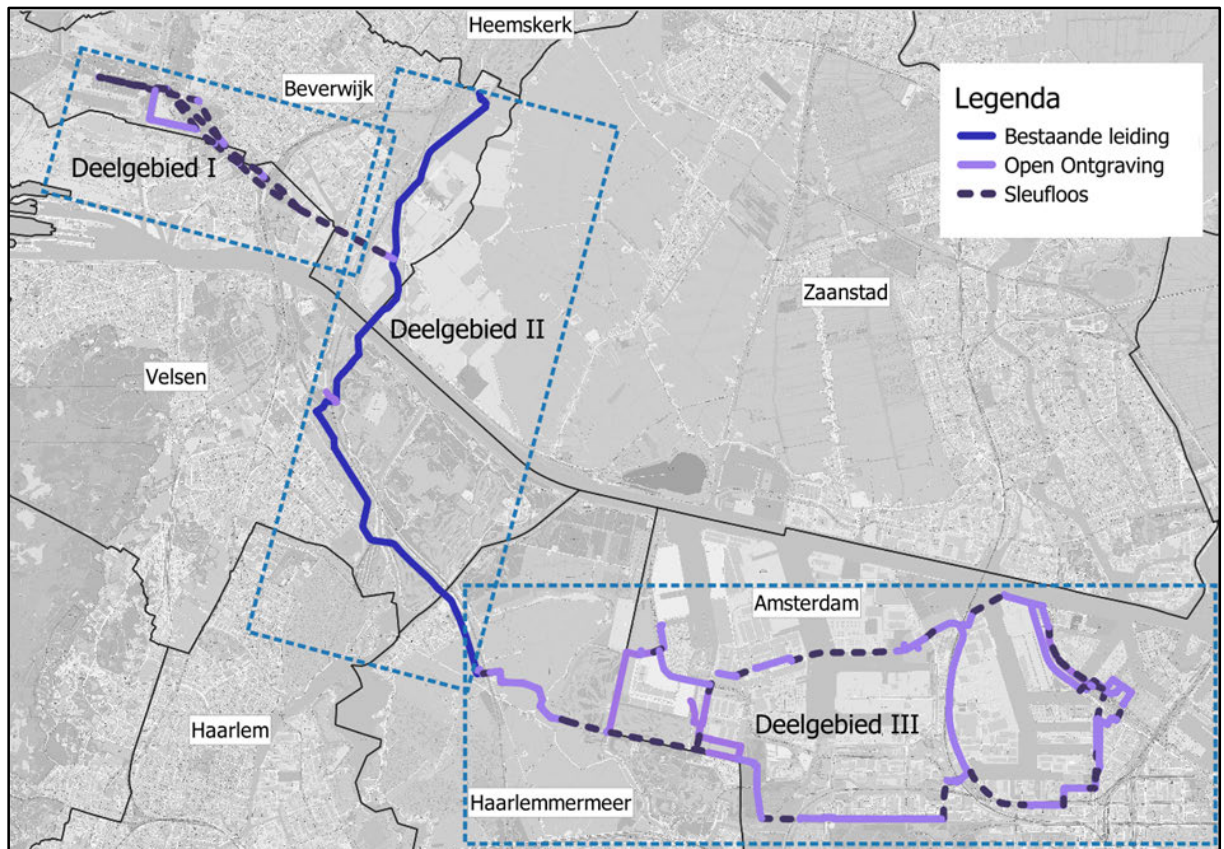 Heemskerk
Beverwijk
Legenda
Bestaande leiding
Open Ontgraving
Sleufloos
Deelgebied I
Zaanstad
Deelgebied II
Velsen
Amsterdam
Deelgebied III
Haarlem
Haarlemmermeer